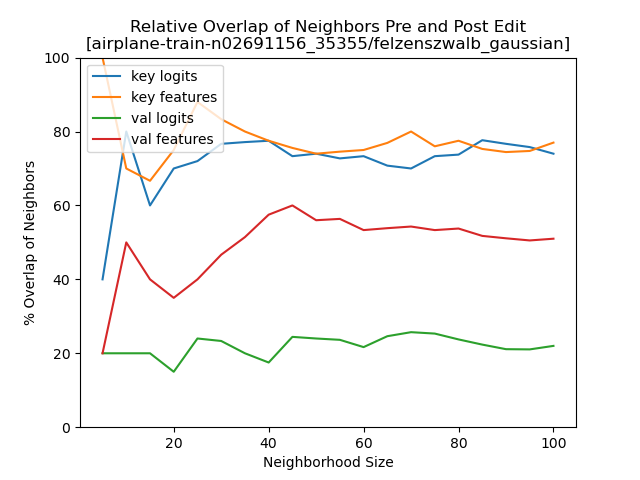 Relative Overlap of Neighbors Pre and Post Edit
[airplane-train-n02691156_35355/felzenszwalb_gaussian]
key logits
key features
val logits
val features
% Overlap of Neighbors
100
80
60
40
20
0
20 40 60 80 100
Neighborhood Size